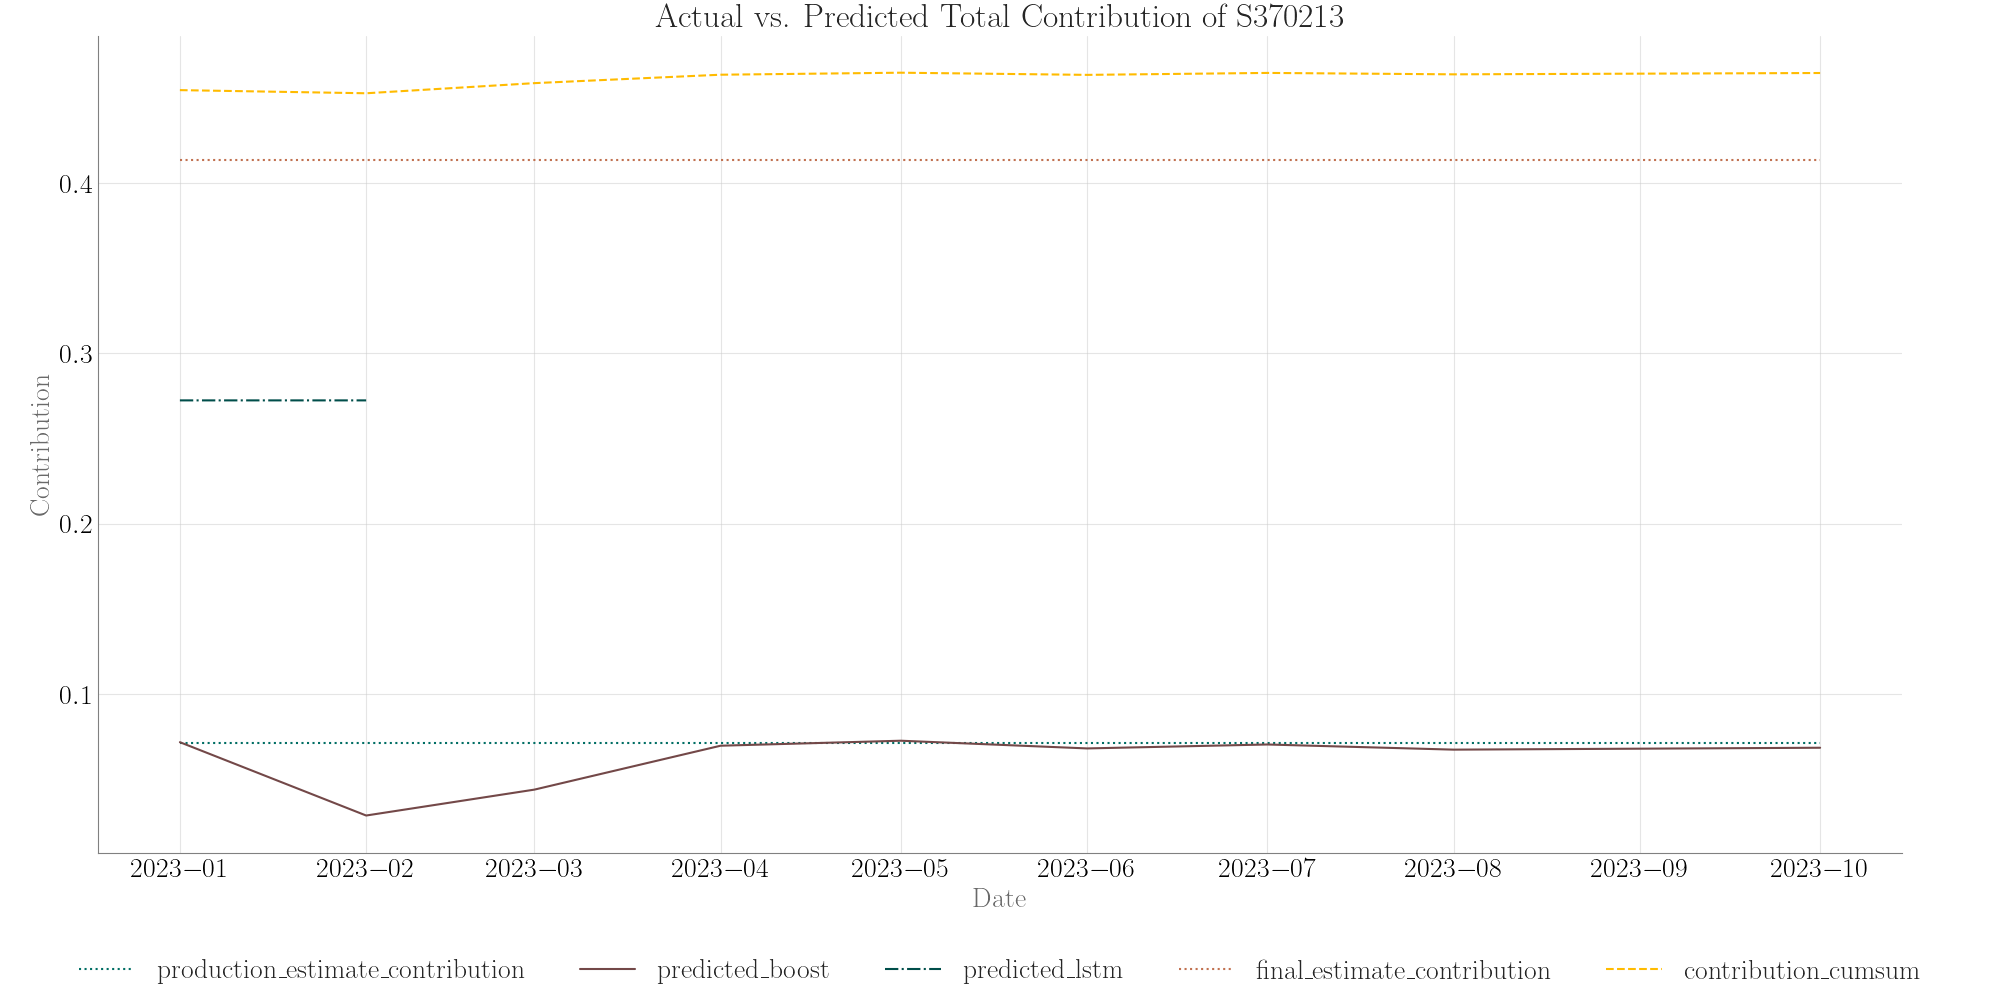 Actual vs. Predicted Total Contribution of S370213
Contribution
0.4
0.3
0.2
0.1
2023−01 2023−02 2023−03 2023−04 2023−05 2023−06 2023−07 2023−08 2023−09 2023−10
Date
production_estimate_contribution predicted_boost predicted_lstm final_estimate_contribution contribution_cumsum